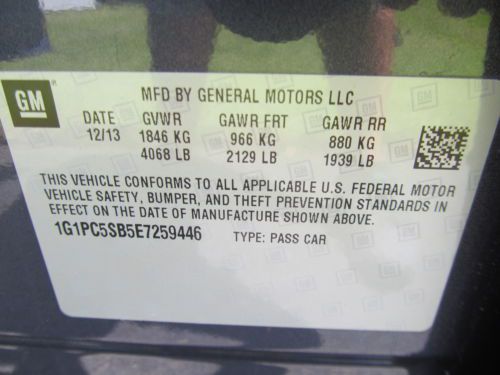 GM
MFD BY GENERAL MOTORS LLC
DATE GVWR GAWR FRT GAWR RR
12/13 1846 KG 966 KG 880 KG
4068 LB 2129 LB 1939 LB
THIS VEHICLE CONFORMS TO ALL APPLICABLE U.S. FEDERAL MOTOR
VEHICLE SAFETY, BUMPER, AND THEFT PREVENTION STANDARDS IN
EFFECT ON THE DATE OF MANUFACTURE SHOWN ABOVE.
1G1PC5SB5E7259446 TYPE: PASS CAR